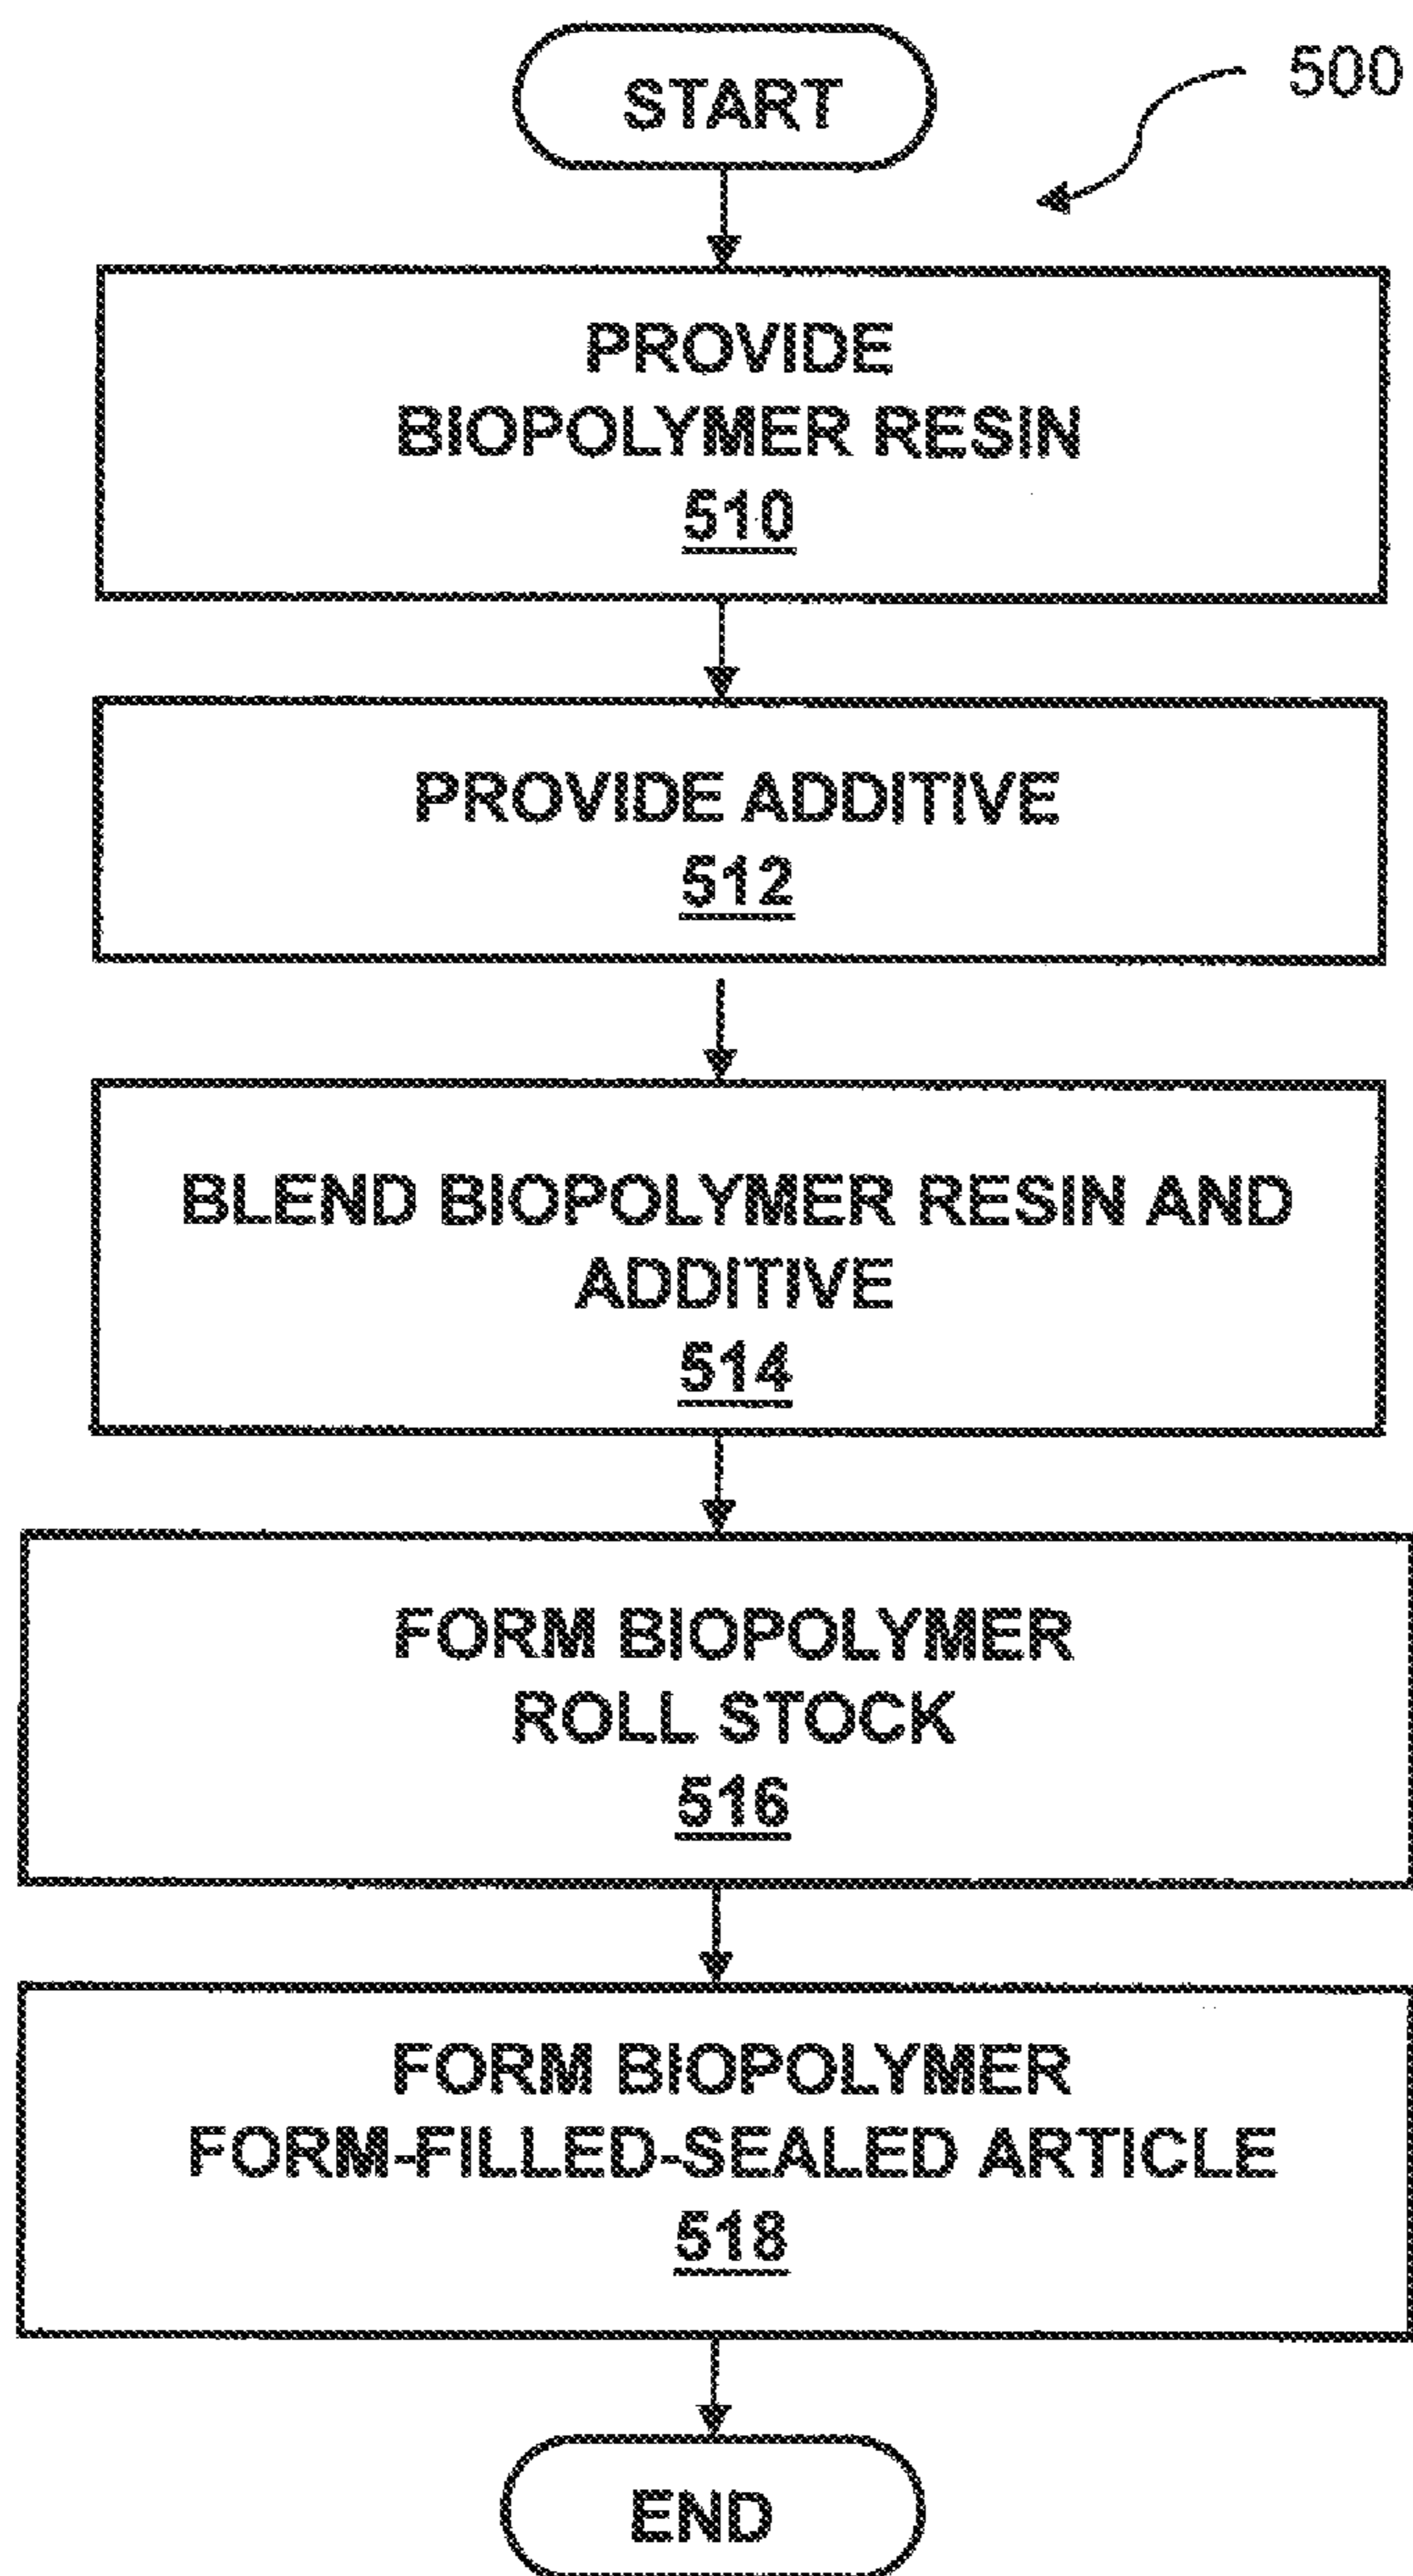 START
500
PROVIDE
BIOPOLYMER RESIN
510
PROVIDE ADDITIVE
512
BLEND BIOPOLYMER RESIN AND
ADDITIVE
514
FORM BIOPOLYMER
ROLL STOCK
516
FORM BIOPOLYMER
FORM-FILLED-SEALED ARTICLE
518
END